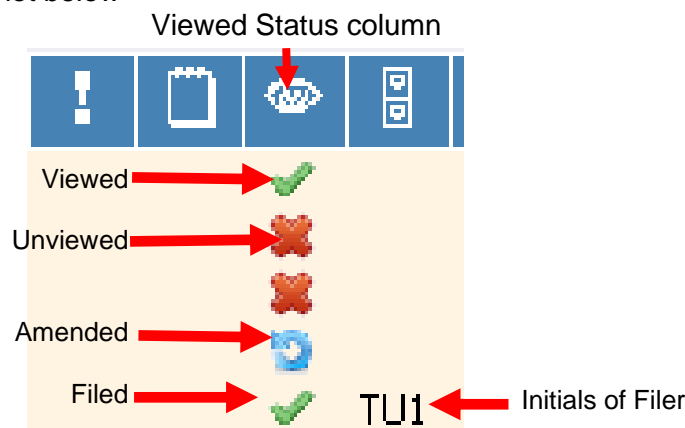 Viewed Status column
Viewed
Unviewed
Amended
Filed
TU1
Initials of Filer